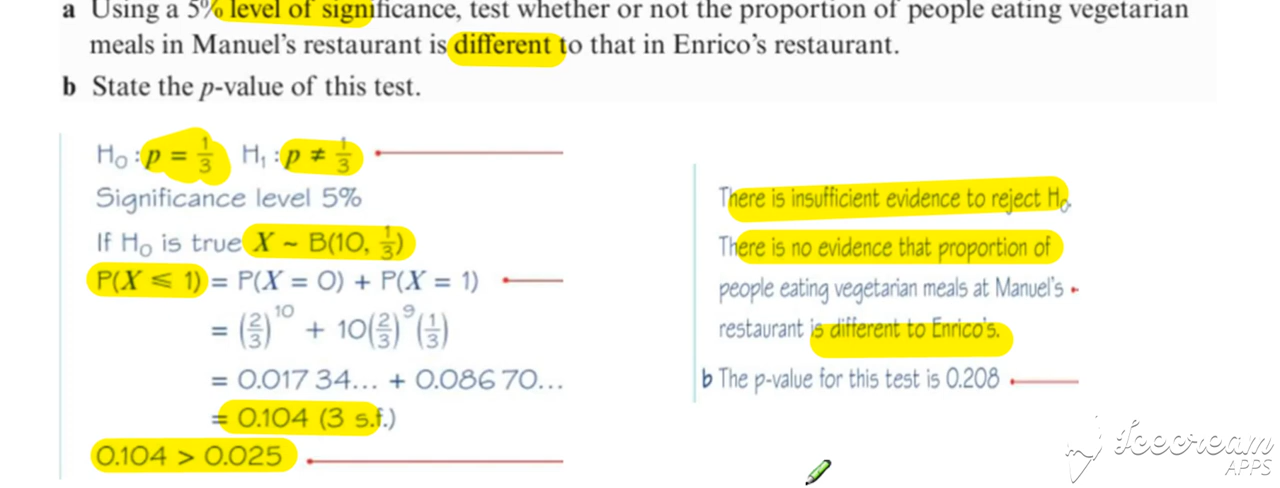 a Using a 5% level of significance, test whether or not the proportion of people eating vegetarian
meals in Manuel's restaurant is different to that in Enrico's restaurant.
b State the p-value of this test.
H₀ : p = 1/3 H₁ : p ≠ 1/3
Significance level 5%
If H₀ is true X ~ B(10, 1/3)
P(X ⩽ 1) = P(X = 0) + P(X = 1)
= (2/3)¹⁰ + 10(2/3)⁹(1/3)
= 0.017 34... + 0.086 70...
= 0.104 (3 s.f.)
0.104 > 0.025
There is insufficient evidence to reject H₀.
There is no evidence that proportion of
people eating vegetarian meals at Manuel's
restaurant is different to Enrico's.
b The p-value for this test is 0.208
Icecream
APPS